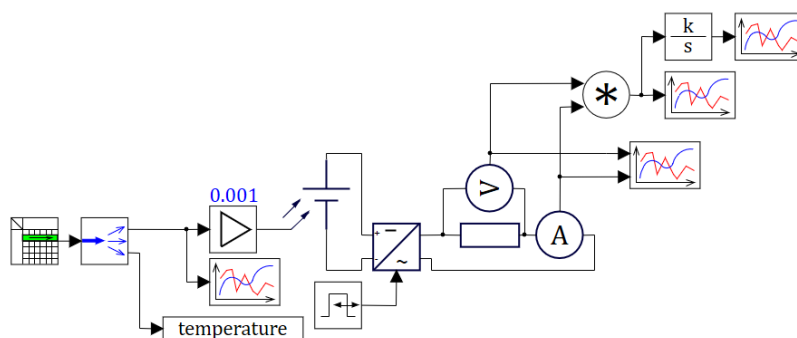 k
s
*
0.001
V
+
-
~
A
temperature